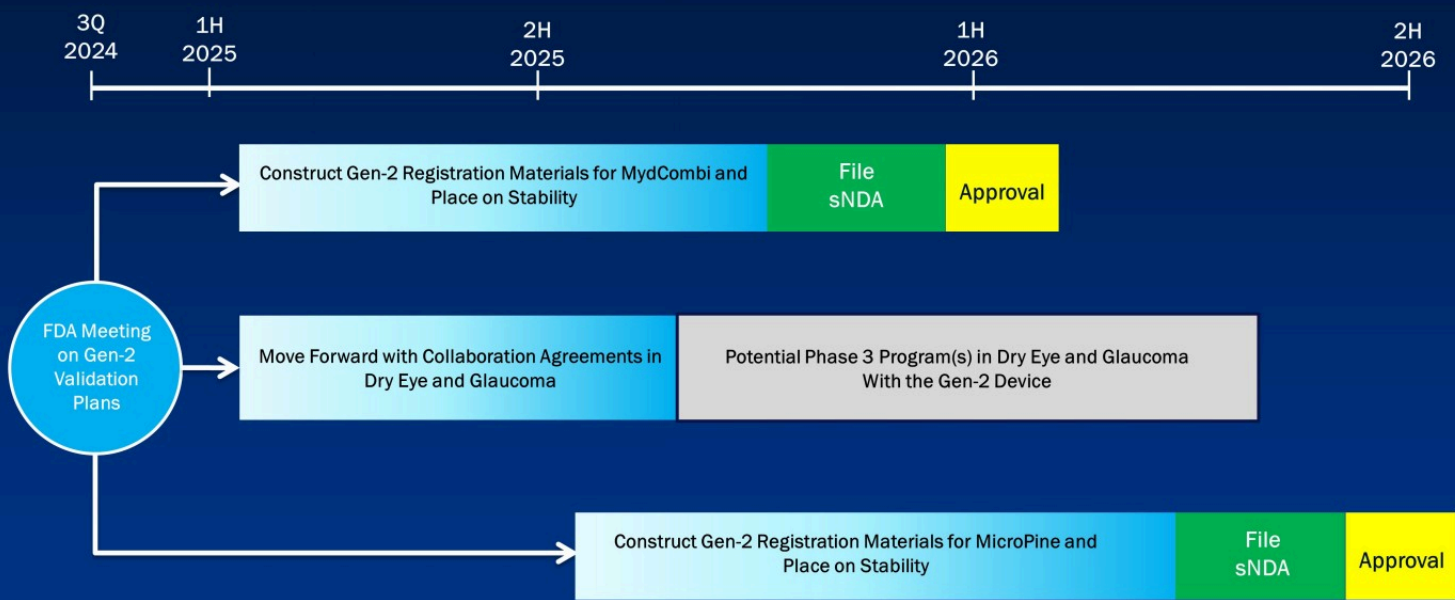 3Q
2024
1H
2025
2H
2025
1H
2026
2H
2026
Construct Gen-2 Registration Materials for MydCombi and
Place on Stability
File
sNDA
Approval
FDA Meeting
on Gen-2
Validation
Plans
Move Forward with Collaboration Agreements in
Dry Eye and Glaucoma
Potential Phase 3 Program(s) in Dry Eye and Glaucoma
With the Gen-2 Device
Construct Gen-2 Registration Materials for MicroPine and
Place on Stability
File
sNDA
Approval